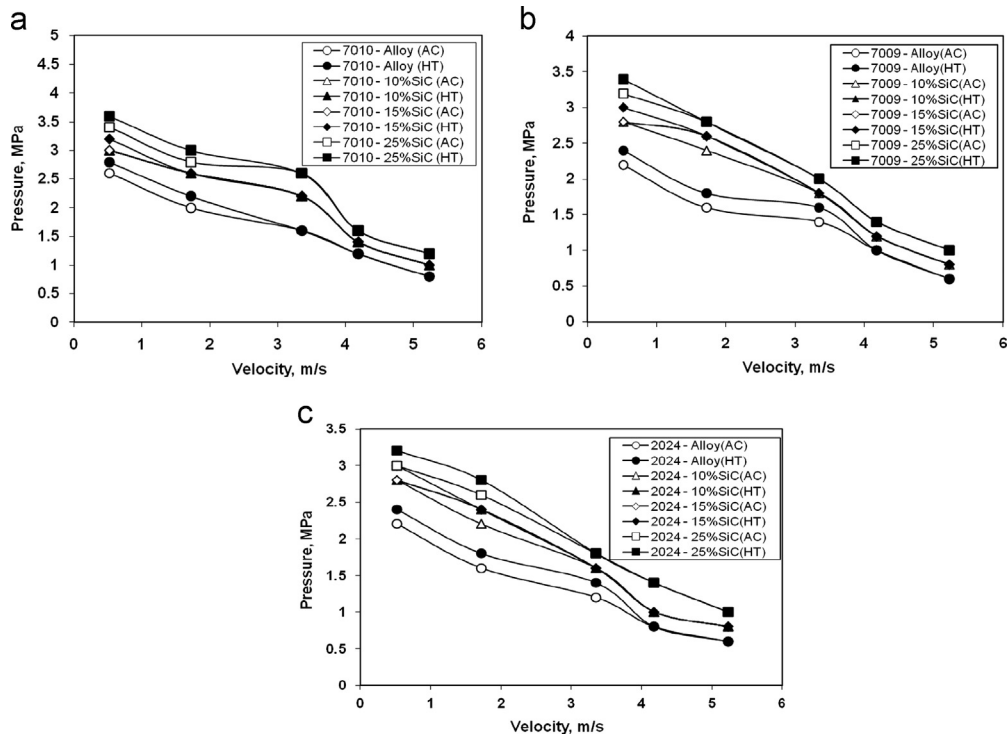 a
5
4.5
4
3.5
3
2.5
2
1.5
1
0.5
0
Pressure, MPa
0 1 2 3 4 5 6
Velocity, m/s
7010 - Alloy (AC)
7010 - Alloy (HT)
7010 - 10%SiC (AC)
7010 - 10%SiC (HT)
7010 - 15%SiC (AC)
7010 - 15%SiC (HT)
7010 - 25%SiC (AC)
7010 - 25%SiC (HT)
b
4
3.5
3
2.5
2
1.5
1
0.5
0
Pressure, MPa
0 1 2 3 4 5 6
Velocity, m/s
7009 - Alloy(AC)
7009 - Alloy(HT)
7009 - 10%SiC(AC)
7009 - 10%SiC(HT)
7009 - 15%SiC(AC)
7009 - 15%SiC(HT)
7009 - 25%SiC(AC)
7009 - 25%SiC(HT)
c
3.5
3
2.5
2
1.5
1
0.5
0
Pressure, MPa
0 1 2 3 4 5 6
Velocity, m/s
2024 - Alloy(AC)
2024 - Alloy(HT)
2024 - 10%SiC(AC)
2024 - 10%SiC(HT)
2024 - 15%SiC(AC)
2024 - 15%SiC(HT)
2024 - 25%SiC(AC)
2024 - 25%SiC(HT)